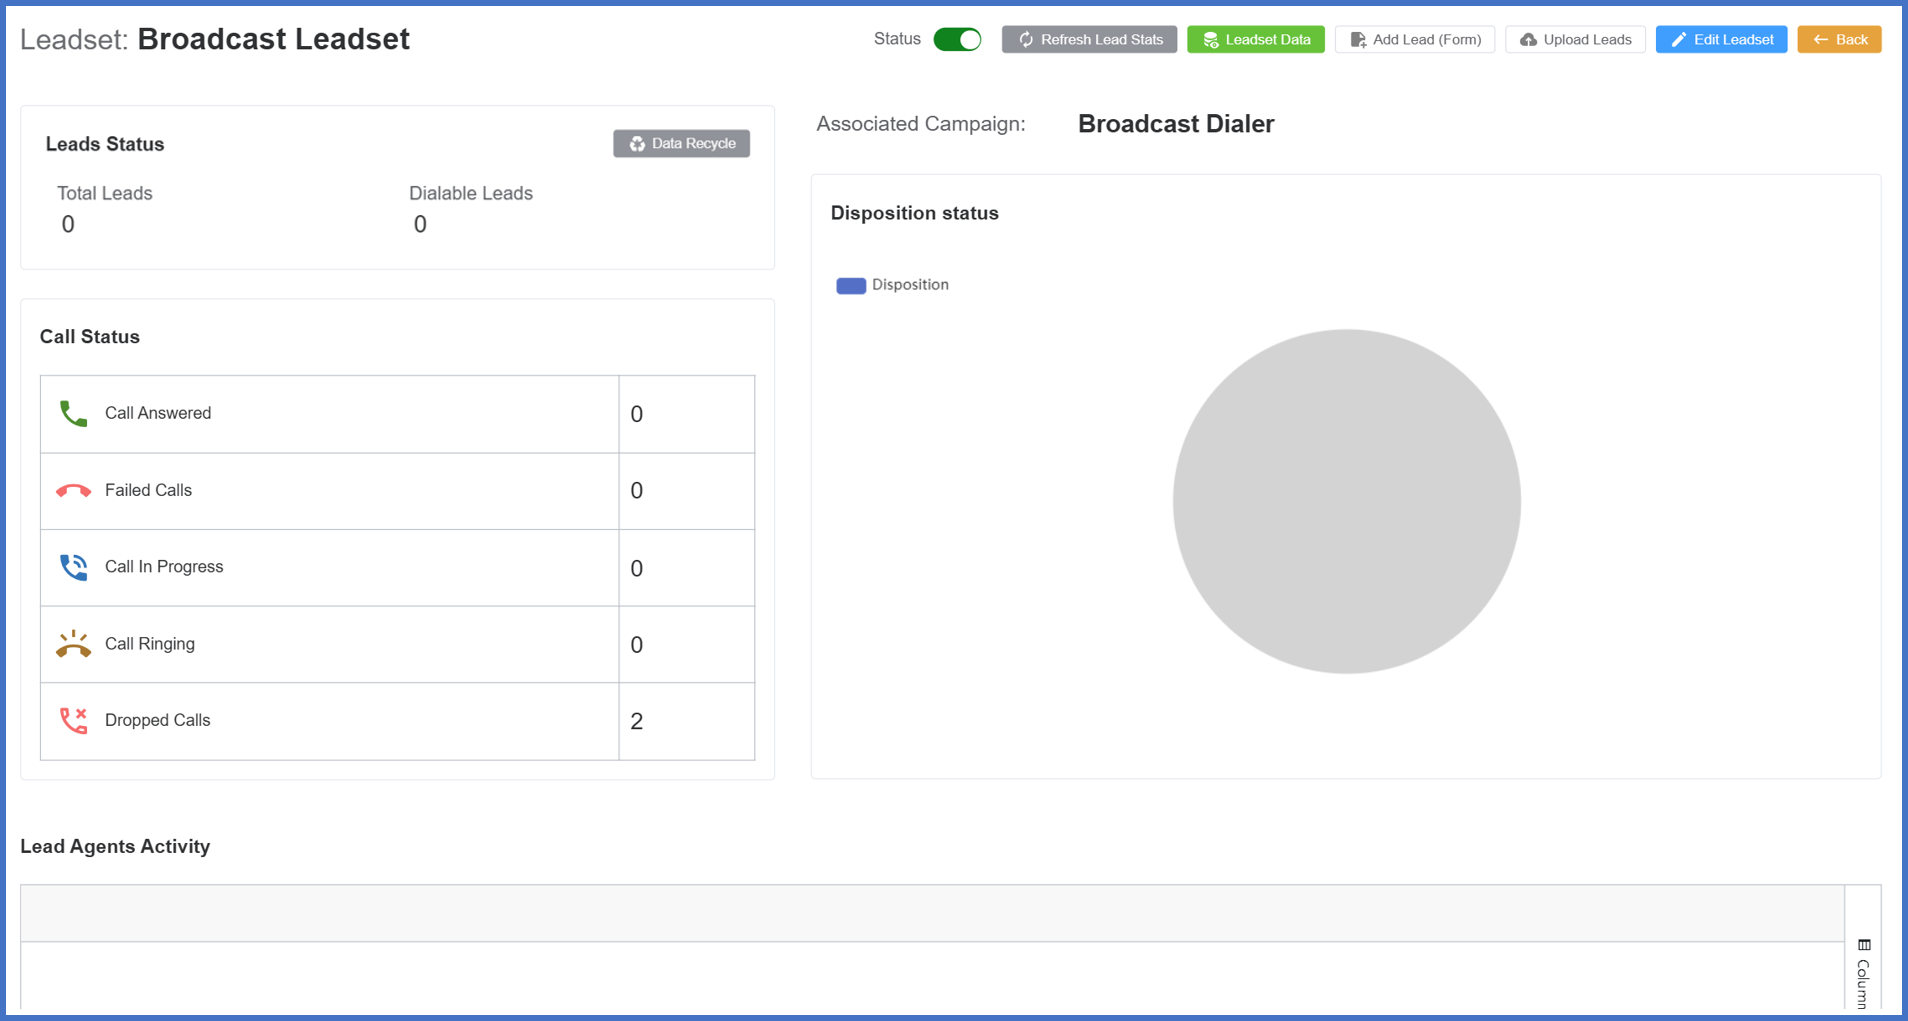 Leadset: Broadcast Leadset
Status
Refresh Lead Stats
Leadset Data
Add Lead (Form)
Upload Leads
Edit Leadset
Back
Leads Status
Data Recycle
Total Leads
Dialable Leads
0
0
Associated Campaign: Broadcast Dialer
Disposition status
Disposition
Call Status
Call Answered 0
Failed Calls 0
Call In Progress 0
Call Ringing 0
Dropped Calls 2
Lead Agents Activity
Column